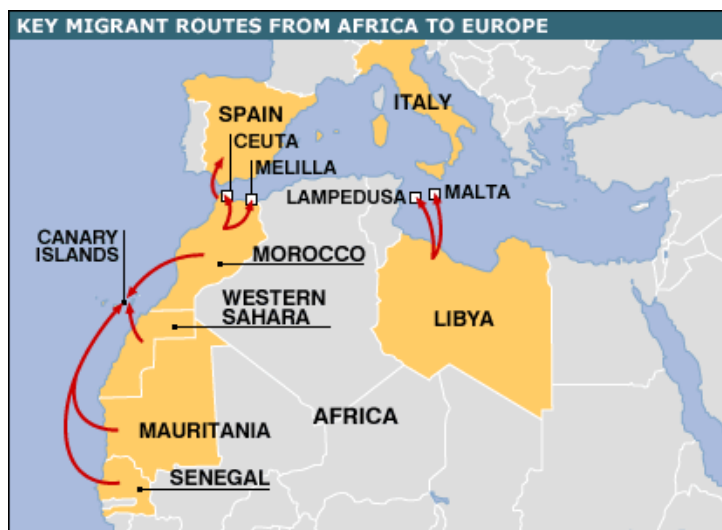 KEY MIGRANT ROUTES FROM AFRICA TO EUROPE
SPAIN
ITALY
CEUTA
MELILLA
LAMPEDUSA
MALTA
CANARY
ISLANDS
MOROCCO
WESTERN
SAHARA
LIBYA
AFRICA
MAURITANIA
SENEGAL